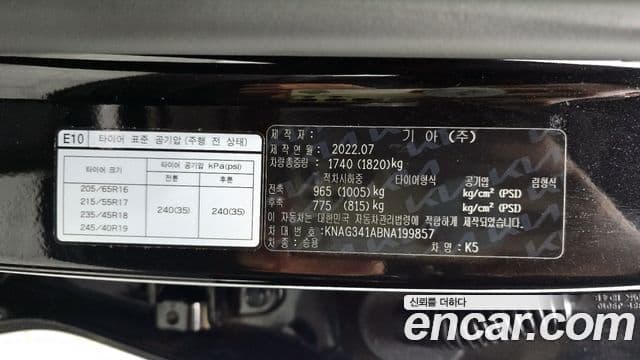 E10 타이어 표준 공기압 (주행 전 상태)
타이어 크기 타이어 공기압 kPa(psi)
전륜 후륜
205/65R16
215/55R17
235/45R18
245/40R19
240(35) 240(35)
제작자: 기아 (주)
제작연월: 2022.07
차량총중량: 1740 (1820)kg
적차시하중 타이어형식 공기압 림형식
전축 965 (1005) kg kg/cm² (PSI)
후축 775 (815) kg kg/cm² (PSI)
이 자동차는 대한민국 자동차관리법령에 적합하게 제작되었습니다.
차대번호: KNAG341ABNA199857
차종: 승용 차명: K5
신뢰를 더하다
encar.com